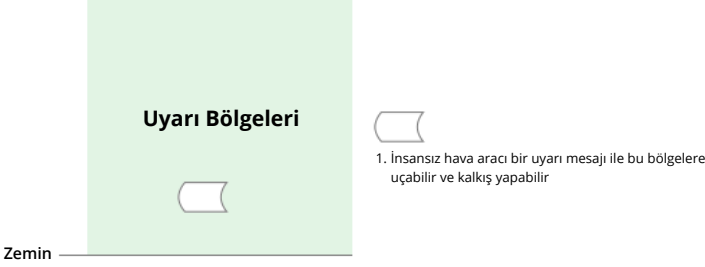 Uyarı Bölgeleri
1. İnsansız hava aracı bir uyarı mesajı ile bu bölgelere
uçabilir ve kalkış yapabilir
Zemin